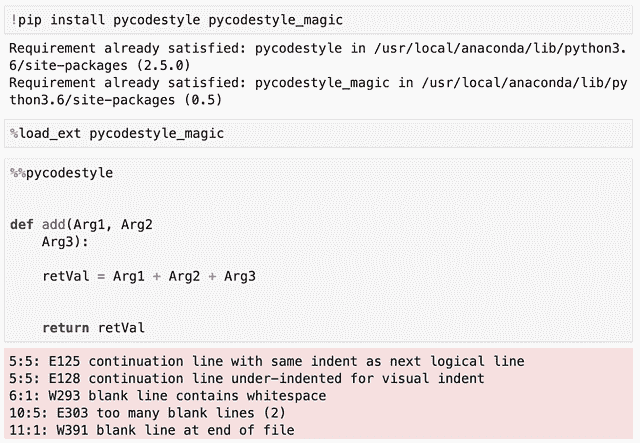 !pip install pycodestyle pycodestyle_magic
Requirement already satisfied: pycodestyle in /usr/local/anaconda/lib/python3.
6/site-packages (2.5.0)
Requirement already satisfied: pycodestyle_magic in /usr/local/anaconda/lib/py
thon3.6/site-packages (0.5)
%load_ext pycodestyle_magic
%%pycodestyle
def add(Arg1, Arg2
    Arg3):
    retVal = Arg1 + Arg2 + Arg3
    return retVal
5:5: E125 continuation line with same indent as next logical line
5:5: E128 continuation line under-indented for visual indent
6:1: W293 blank line contains whitespace
10:5: E303 too many blank lines (2)
11:1: W391 blank line at end of file